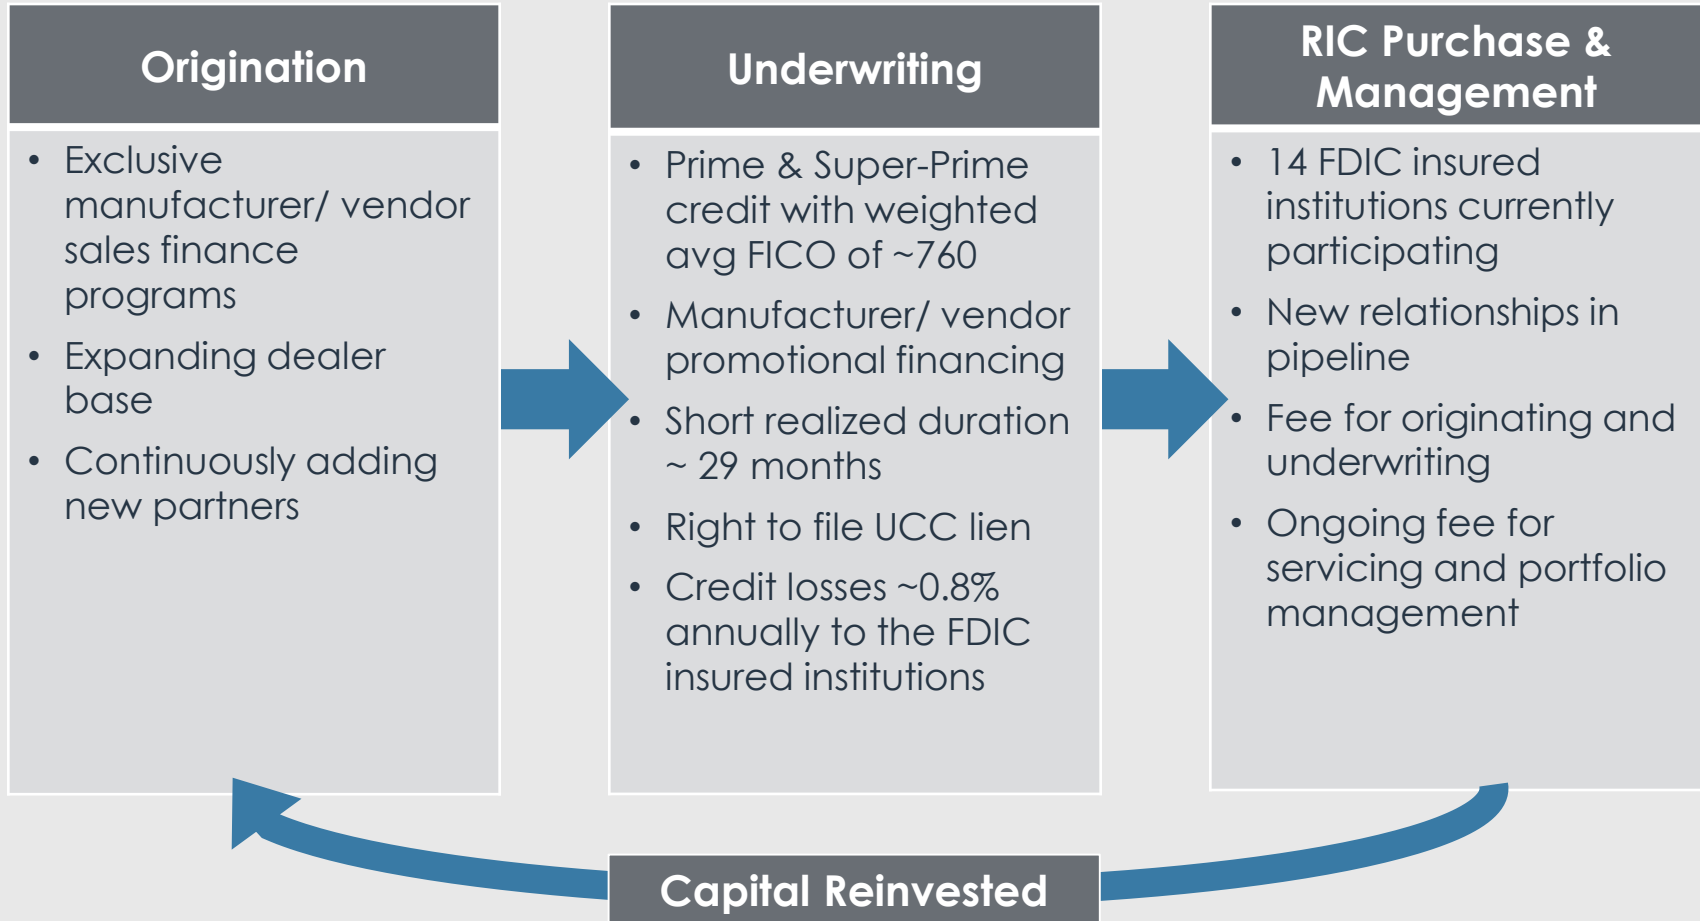 Origination
• Exclusive
manufacturer/ vendor
sales finance
programs
• Expanding dealer
base
• Continuously adding
new partners
Underwriting
• Prime & Super-Prime
credit with weighted
avg FICO of ~760
• Manufacturer/ vendor
promotional financing
• Short realized duration
~ 29 months
• Right to file UCC lien
• Credit losses ~0.8%
annually to the FDIC
insured institutions
RIC Purchase &
Management
• 14 FDIC insured
institutions currently
participating
• New relationships in
pipeline
• Fee for originating and
underwriting
• Ongoing fee for
servicing and portfolio
management
Capital Reinvested